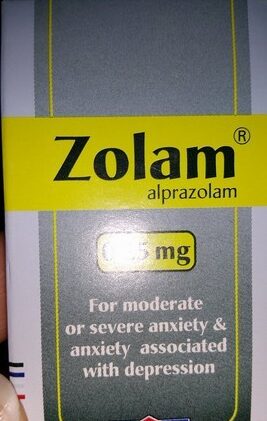 Zolam®
alprazolam
mg
For moderate
or severe anxiety &
anxiety associated
with depression